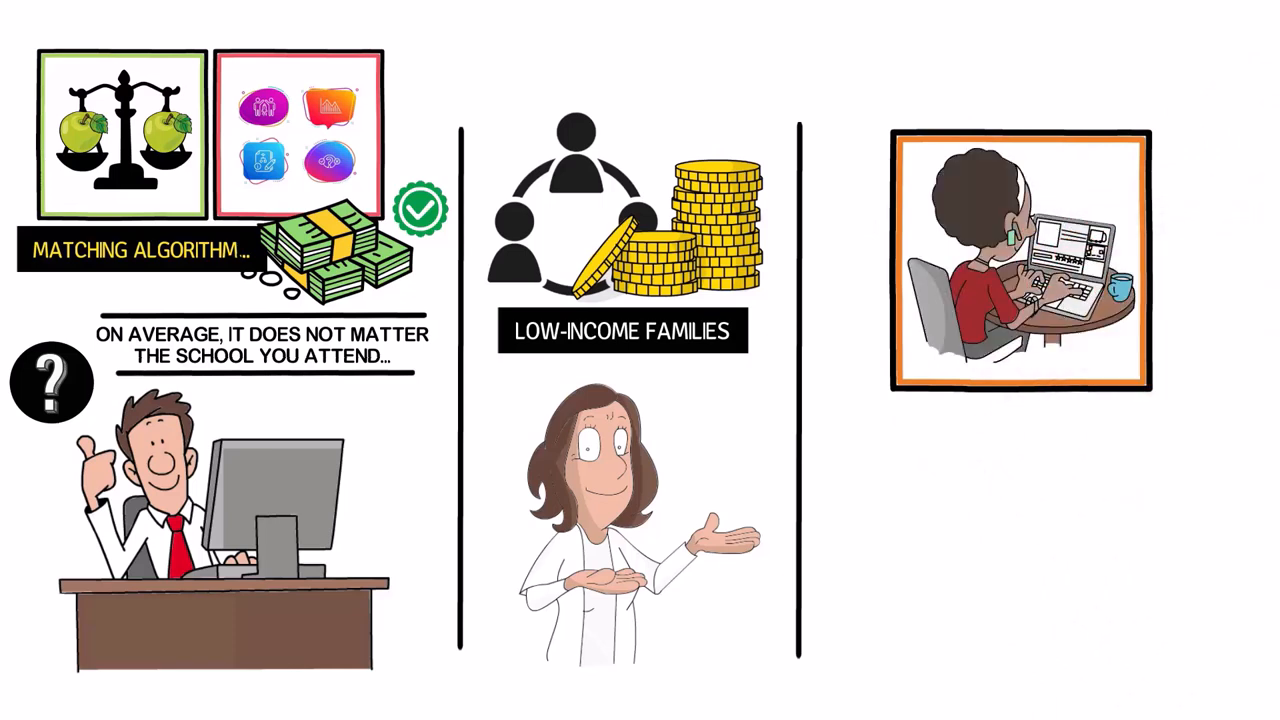 MATCHING ALGORITHM...
ON AVERAGE, IT DOES NOT MATTER
THE SCHOOL YOU ATTEND...
?
LOW-INCOME FAMILIES